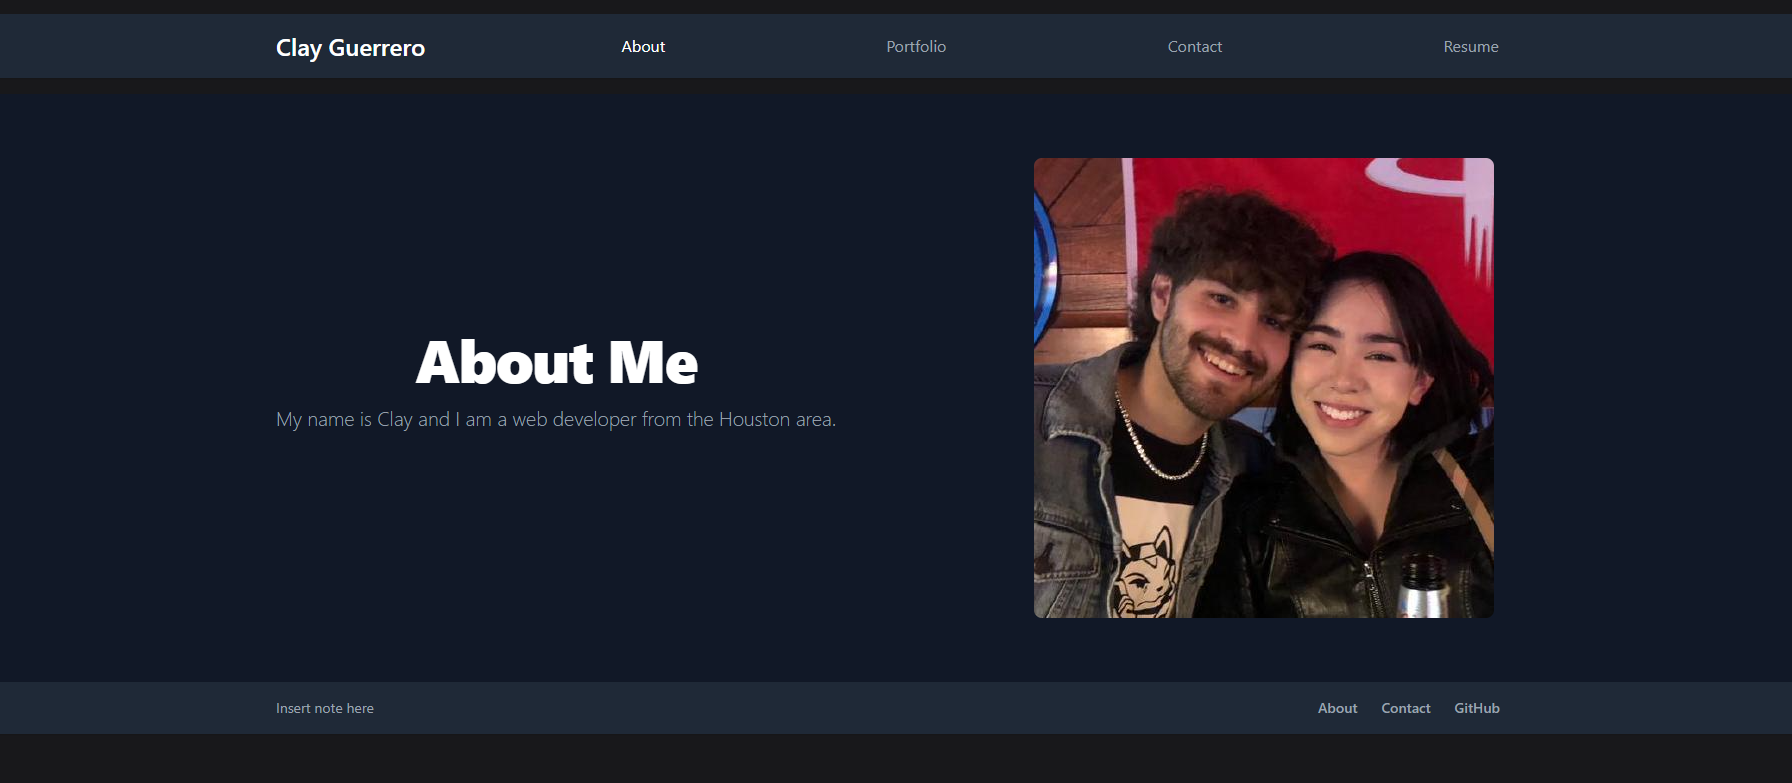 Clay Guerrero
About
Portfolio
Contact
Resume
About Me
My name is Clay and I am a web developer from the Houston area.
Insert note here
About
Contact
GitHub